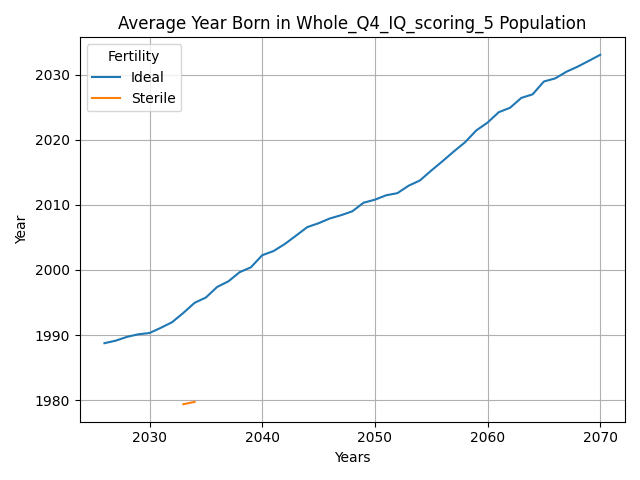 Average Year Born in Whole_Q4_IQ_scoring_5 Population
Fertility
Ideal
Sterile
2030
2020
2010
2000
1990
1980
Year
2030 2040 2050 2060 2070
Years